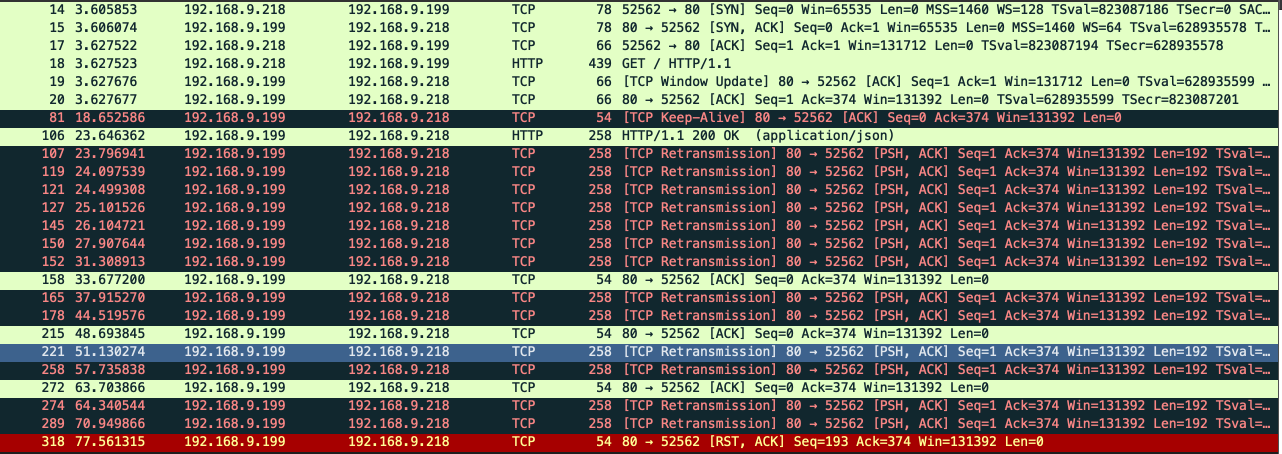 14 3.605853 192.168.9.218 192.168.9.199 TCP 78 52562 → 80 [SYN] Seq=0 Win=65535 Len=0 MSS=1460 WS=128 TSval=823087186 TSecr=0 SAC…
15 3.606074 192.168.9.199 192.168.9.218 TCP 78 80 → 52562 [SYN, ACK] Seq=0 Ack=1 Win=65535 Len=0 MSS=1460 WS=64 TSval=628935578 T…
17 3.627522 192.168.9.218 192.168.9.199 TCP 66 52562 → 80 [ACK] Seq=1 Ack=1 Win=131712 Len=0 TSval=823087194 TSecr=628935578
18 3.627523 192.168.9.218 192.168.9.199 HTTP 439 GET / HTTP/1.1
19 3.627676 192.168.9.199 192.168.9.218 TCP 66 [TCP Window Update] 80 → 52562 [ACK] Seq=1 Ack=1 Win=131712 Len=0 TSval=628935599 …
20 3.627677 192.168.9.199 192.168.9.218 TCP 66 80 → 52562 [ACK] Seq=1 Ack=374 Win=131392 Len=0 TSval=628935599 TSecr=823087201
81 18.652586 192.168.9.199 192.168.9.218 TCP 54 [TCP Keep-Alive] 80 → 52562 [ACK] Seq=0 Ack=374 Win=131392 Len=0
106 23.646362 192.168.9.199 192.168.9.218 HTTP 258 HTTP/1.1 200 OK (application/json)
107 23.796941 192.168.9.199 192.168.9.218 TCP 258 [TCP Retransmission] 80 → 52562 [PSH, ACK] Seq=1 Ack=374 Win=131392 Len=192 TSval=…
119 24.097539 192.168.9.199 192.168.9.218 TCP 258 [TCP Retransmission] 80 → 52562 [PSH, ACK] Seq=1 Ack=374 Win=131392 Len=192 TSval=…
121 24.499308 192.168.9.199 192.168.9.218 TCP 258 [TCP Retransmission] 80 → 52562 [PSH, ACK] Seq=1 Ack=374 Win=131392 Len=192 TSval=…
127 25.101526 192.168.9.199 192.168.9.218 TCP 258 [TCP Retransmission] 80 → 52562 [PSH, ACK] Seq=1 Ack=374 Win=131392 Len=192 TSval=…
145 26.104721 192.168.9.199 192.168.9.218 TCP 258 [TCP Retransmission] 80 → 52562 [PSH, ACK] Seq=1 Ack=374 Win=131392 Len=192 TSval=…
150 27.907644 192.168.9.199 192.168.9.218 TCP 258 [TCP Retransmission] 80 → 52562 [PSH, ACK] Seq=1 Ack=374 Win=131392 Len=192 TSval=…
152 31.308913 192.168.9.199 192.168.9.218 TCP 258 [TCP Retransmission] 80 → 52562 [PSH, ACK] Seq=1 Ack=374 Win=131392 Len=192 TSval=…
158 33.677200 192.168.9.199 192.168.9.218 TCP 54 80 → 52562 [ACK] Seq=0 Ack=374 Win=131392 Len=0
165 37.915270 192.168.9.199 192.168.9.218 TCP 258 [TCP Retransmission] 80 → 52562 [PSH, ACK] Seq=1 Ack=374 Win=131392 Len=192 TSval=…
178 44.519576 192.168.9.199 192.168.9.218 TCP 258 [TCP Retransmission] 80 → 52562 [PSH, ACK] Seq=1 Ack=374 Win=131392 Len=192 TSval=…
215 48.693845 192.168.9.199 192.168.9.218 TCP 54 80 → 52562 [ACK] Seq=0 Ack=374 Win=131392 Len=0
221 51.130274 192.168.9.199 192.168.9.218 TCP 258 [TCP Retransmission] 80 → 52562 [PSH, ACK] Seq=1 Ack=374 Win=131392 Len=192 TSval=…
258 57.735838 192.168.9.199 192.168.9.218 TCP 258 [TCP Retransmission] 80 → 52562 [PSH, ACK] Seq=1 Ack=374 Win=131392 Len=192 TSval=…
272 63.703866 192.168.9.199 192.168.9.218 TCP 54 80 → 52562 [ACK] Seq=0 Ack=374 Win=131392 Len=0
274 64.340544 192.168.9.199 192.168.9.218 TCP 258 [TCP Retransmission] 80 → 52562 [PSH, ACK] Seq=1 Ack=374 Win=131392 Len=192 TSval=…
289 70.949866 192.168.9.199 192.168.9.218 TCP 258 [TCP Retransmission] 80 → 52562 [PSH, ACK] Seq=1 Ack=374 Win=131392 Len=192 TSval=…
318 77.561315 192.168.9.199 192.168.9.218 TCP 54 80 → 52562 [RST, ACK] Seq=193 Ack=374 Win=131392 Len=0